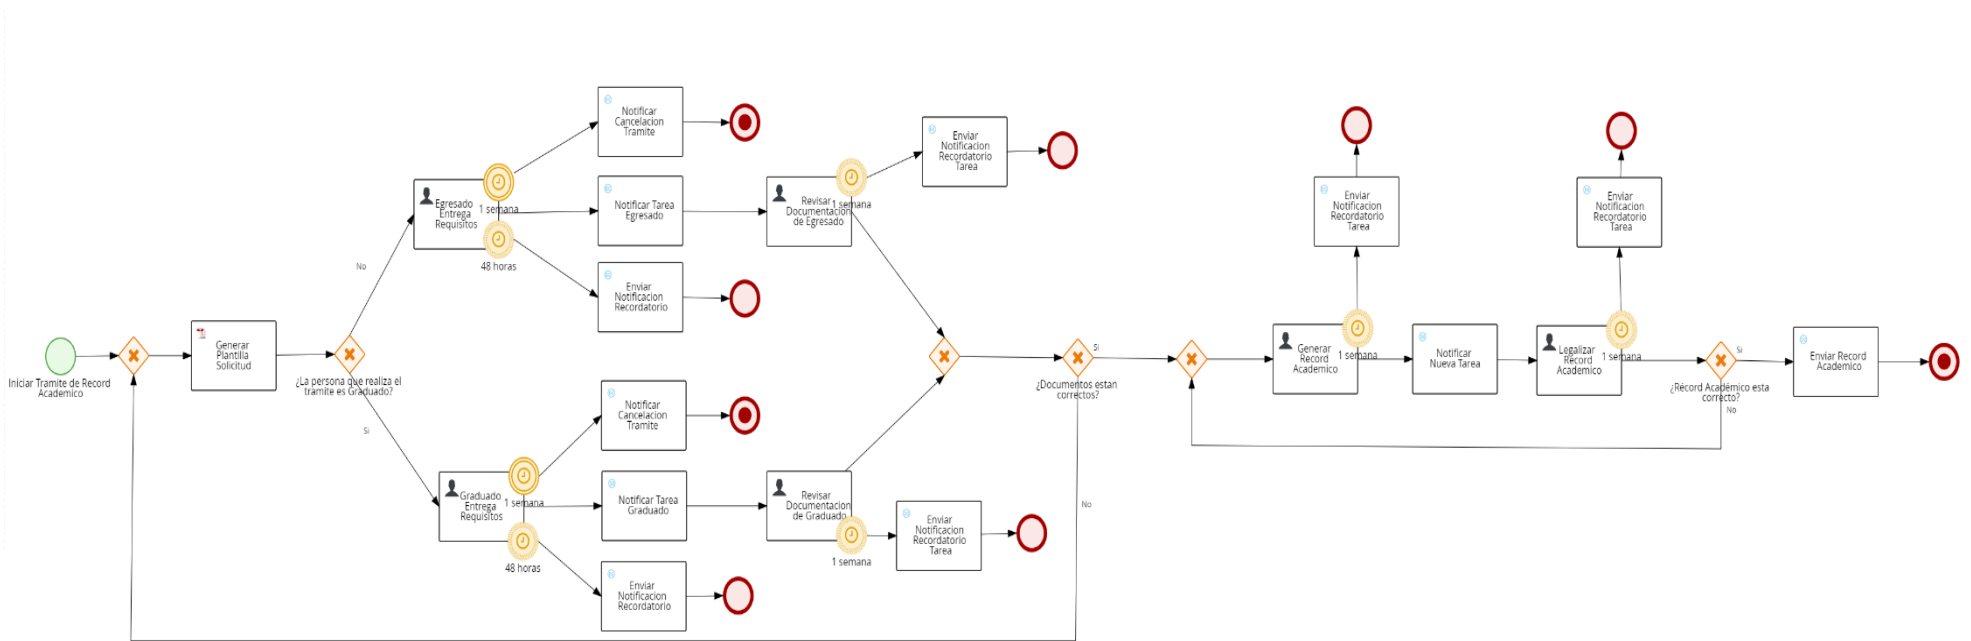 Iniciar Tramite de Record
Academico
Generar
Plantilla
Solicitud
¿La persona que realiza el
tramite es Graduado?
No
Si
Egresado
Entrega
Requisitos
1 semana
48 horas
Notificar
Cancelacion
Tramite
Notificar Tarea
Egresado
Enviar
Notificacion
Recordatorio
Revisar
Documentacion
de Egresado
1 semana
Enviar
Notificacion
Recordatorio
Tarea
Graduado
Entrega
Requisitos
1 semana
48 horas
Notificar
Cancelacion
Tramite
Notificar Tarea
Graduado
Enviar
Notificacion
Recordatorio
Revisar
Documentacion
de Graduado
1 semana
Enviar
Notificacion
Recordatorio
Tarea
¿Documentos estan
correctos?
Si
No
Generar
Record
Academico
1 semana
Enviar
Notificacion
Recordatorio
Tarea
Notificar
Nueva Tarea
Legalizar
Récord
Academico
1 semana
Enviar
Notificacion
Recordatorio
Tarea
¿Récord Académico esta
correcto?
Si
No
Enviar Record
Academico